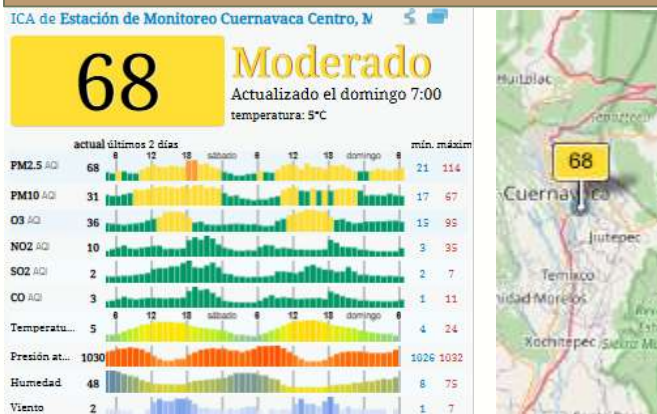 ICA de Estación de Monitoreo Cuernavaca Centro, M
68
Moderado
Actualizado el domingo 7:00
temperatura: 5°C
actual últimos 2 días mín. máxim
6 12 18 sábado 6 12 18 domingo 6
PM2.5 AQI 68 21 114
PM10 AQI 31 17 67
O3 AQI 36 15 95
NO2 AQI 10 3 35
SO2 AQI 2 2 7
CO AQI 3 1 11
6 12 18 sábado 6 12 18 domingo 6
Temperatu... 5 4 24
Presión at... 1030 1026 1032
Humedad 48 8 75
Viento 2 1 7
Huitzilac
Tepoztlán
68
Cuernavaca
Jiutepec
Temixco
Xochitepec